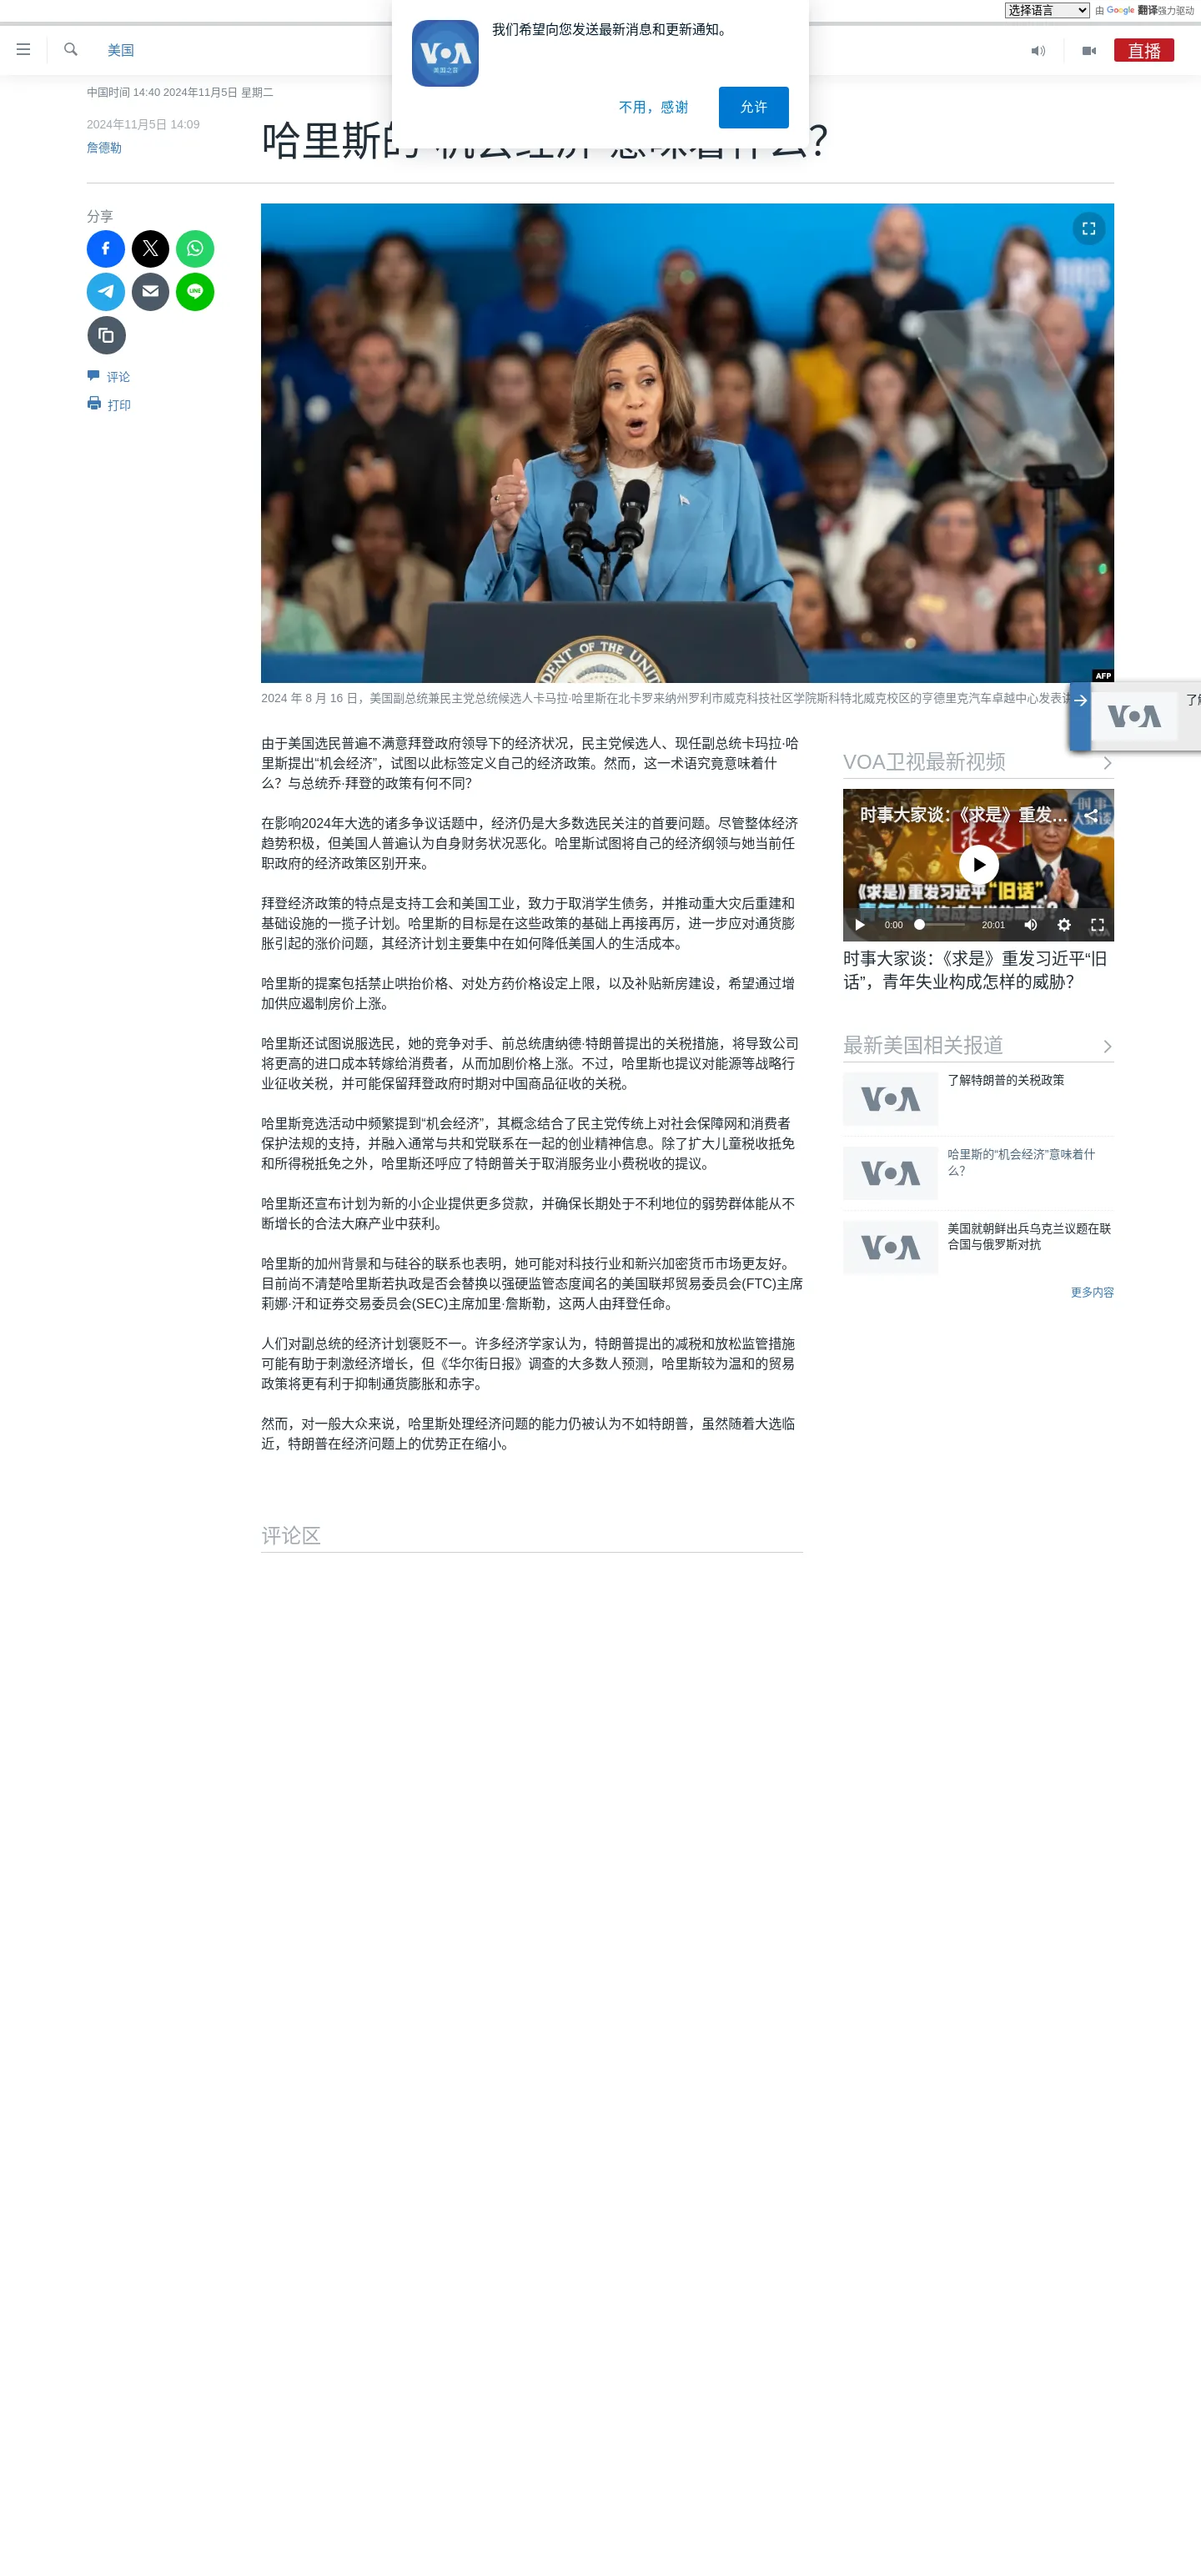 选择语言
由 Google 翻译强力驱动
我们希望向您发送最新消息和更新通知。
VOA
美国之音
不用，感谢
允许
美国
直播
中国时间 14:40 2024年11月5日 星期二
2024年11月5日 14:09
詹德勒
哈里斯的
分享
评论
打印
AFP
2024 年 8 月 16 日，美国副总统兼民主党总统候选人卡马拉·哈里斯在北卡罗来纳州罗利市威克科技社区学院斯科特北威克校区的亨德里克汽车卓越中心发表
VOA
由于美国选民普遍不满意拜登政府领导下的经济状况，民主党候选人、现任副总统卡玛拉·哈
里斯提出“机会经济”，试图以此标签定义自己的经济政策。然而，这一术语究竟意味着什
么？与总统乔·拜登的政策有何不同？
在影响2024年大选的诸多争议话题中，经济仍是大多数选民关注的首要问题。尽管整体经济
趋势积极，但美国人普遍认为自身财务状况恶化。哈里斯试图将自己的经济纲领与她当前任
职政府的经济政策区别开来。
拜登经济政策的特点是支持工会和美国工业，致力于取消学生债务，并推动重大灾后重建和
基础设施的一揽子计划。哈里斯的目标是在这些政策的基础上再接再厉，进一步应对通货膨
胀引起的涨价问题，其经济计划主要集中在如何降低美国人的生活成本。
哈里斯的提案包括禁止哄抬价格、对处方药价格设定上限，以及补贴新房建设，希望通过增
加供应遏制房价上涨。
哈里斯还试图说服选民，她的竞争对手、前总统唐纳德·特朗普提出的关税措施，将导致公司
将更高的进口成本转嫁给消费者，从而加剧价格上涨。不过，哈里斯也提议对能源等战略行
业征收关税，并可能保留拜登政府时期对中国商品征收的关税。
哈里斯竞选活动中频繁提到“机会经济”，其概念结合了民主党传统上对社会保障网和消费者
保护法规的支持，并融入通常与共和党联系在一起的创业精神信息。除了扩大儿童税收抵免
和所得税抵免之外，哈里斯还呼应了特朗普关于取消服务业小费税收的提议。
哈里斯还宣布计划为新的小企业提供更多贷款，并确保长期处于不利地位的弱势群体能从不
断增长的合法大麻产业中获利。
哈里斯的加州背景和与硅谷的联系也表明，她可能对科技行业和新兴加密货币市场更友好。
目前尚不清楚哈里斯若执政是否会替换以强硬监管态度闻名的美国联邦贸易委员会(FTC)主席
莉娜·汗和证券交易委员会(SEC)主席加里·詹斯勒，这两人由拜登任命。
人们对副总统的经济计划褒贬不一。许多经济学家认为，特朗普提出的减税和放松监管措施
可能有助于刺激经济增长，但《华尔街日报》调查的大多数人预测，哈里斯较为温和的贸易
政策将更有利于抑制通货膨胀和赤字。
然而，对一般大众来说，哈里斯处理经济问题的能力仍被认为不如特朗普，虽然随着大选临
近，特朗普在经济问题上的优势正在缩小。
评论区
VOA卫视最新视频
时事大家谈：《求是》重发…
《求是》重发习近平“旧话”
0:00
20:01
时事大家谈：《求是》重发习近平“旧
话”，青年失业构成怎样的威胁？
最新美国相关报道
VOA
了解特朗普的关税政策
VOA
哈里斯的“机会经济”意味着什
么？
VOA
美国就朝鲜出兵乌克兰议题在联
合国与俄罗斯对抗
更多内容